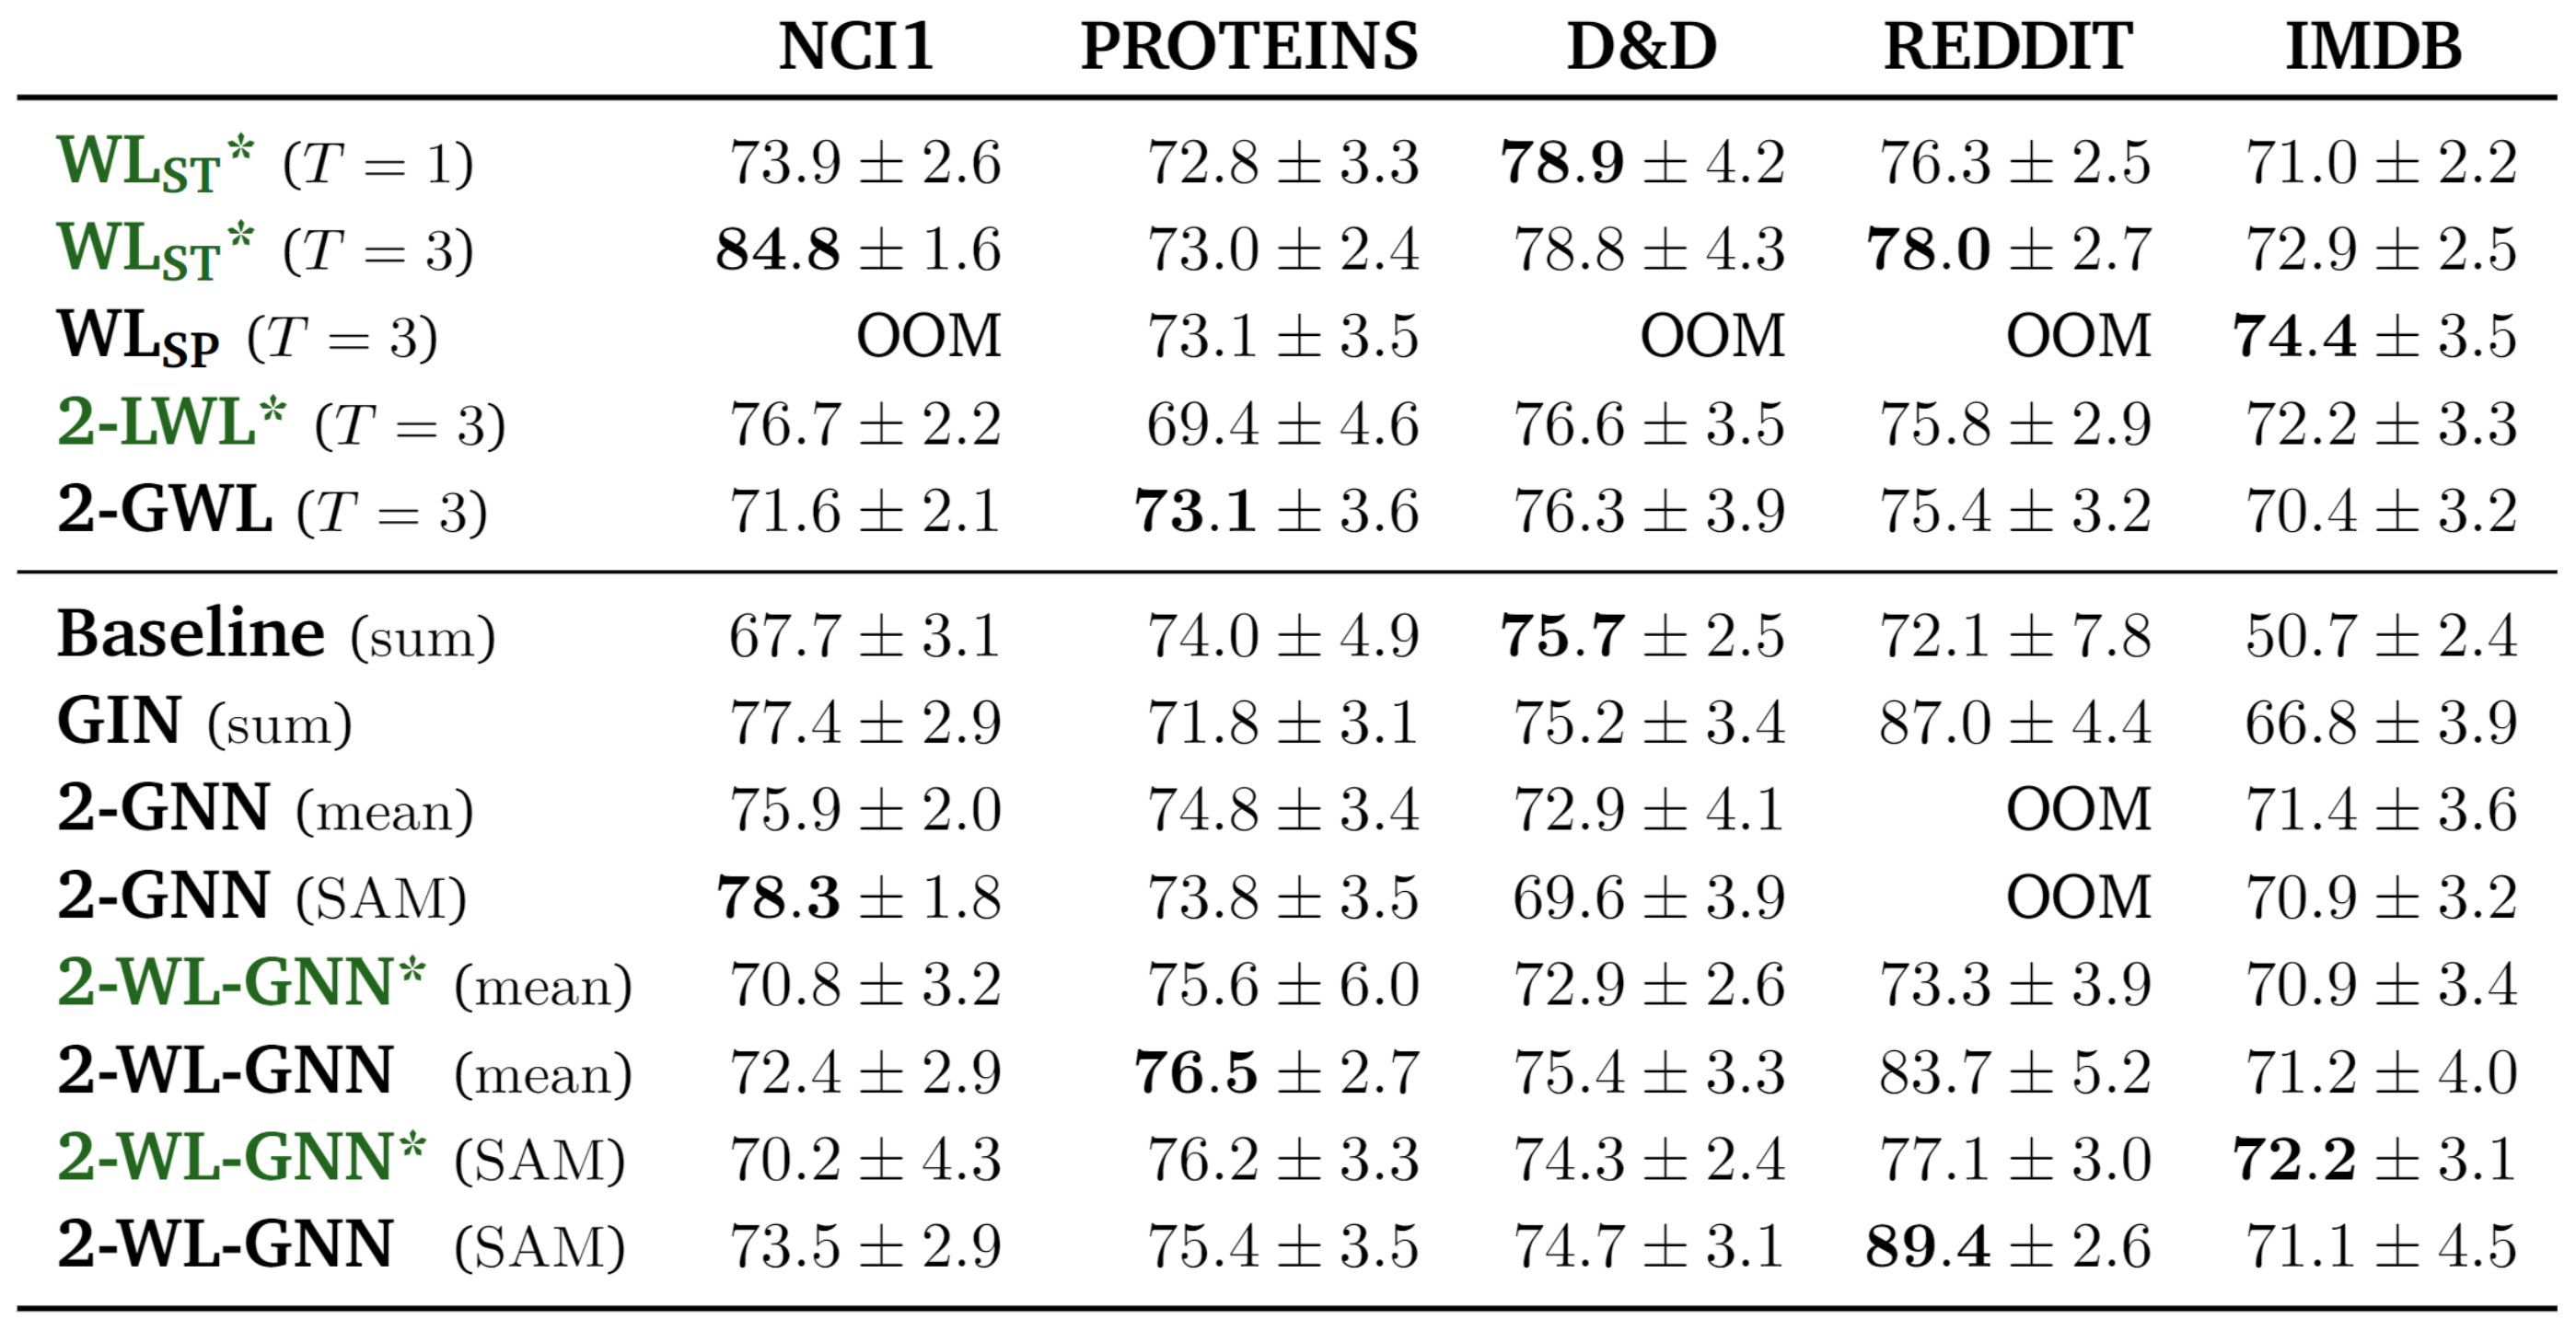 NCI1 PROTEINS D&D REDDIT IMDB
WL_ST* (T = 1) 73.9 ± 2.6 72.8 ± 3.3 78.9 ± 4.2 76.3 ± 2.5 71.0 ± 2.2
WL_ST* (T = 3) 84.8 ± 1.6 73.0 ± 2.4 78.8 ± 4.3 78.0 ± 2.7 72.9 ± 2.5
WL_SP (T = 3) OOM 73.1 ± 3.5 OOM OOM 74.4 ± 3.5
2-LWL* (T = 3) 76.7 ± 2.2 69.4 ± 4.6 76.6 ± 3.5 75.8 ± 2.9 72.2 ± 3.3
2-GWL (T = 3) 71.6 ± 2.1 73.1 ± 3.6 76.3 ± 3.9 75.4 ± 3.2 70.4 ± 3.2
Baseline (sum) 67.7 ± 3.1 74.0 ± 4.9 75.7 ± 2.5 72.1 ± 7.8 50.7 ± 2.4
GIN (sum) 77.4 ± 2.9 71.8 ± 3.1 75.2 ± 3.4 87.0 ± 4.4 66.8 ± 3.9
2-GNN (mean) 75.9 ± 2.0 74.8 ± 3.4 72.9 ± 4.1 OOM 71.4 ± 3.6
2-GNN (SAM) 78.3 ± 1.8 73.8 ± 3.5 69.6 ± 3.9 OOM 70.9 ± 3.2
2-WL-GNN* (mean) 70.8 ± 3.2 75.6 ± 6.0 72.9 ± 2.6 73.3 ± 3.9 70.9 ± 3.4
2-WL-GNN (mean) 72.4 ± 2.9 76.5 ± 2.7 75.4 ± 3.3 83.7 ± 5.2 71.2 ± 4.0
2-WL-GNN* (SAM) 70.2 ± 4.3 76.2 ± 3.3 74.3 ± 2.4 77.1 ± 3.0 72.2 ± 3.1
2-WL-GNN (SAM) 73.5 ± 2.9 75.4 ± 3.5 74.7 ± 3.1 89.4 ± 2.6 71.1 ± 4.5